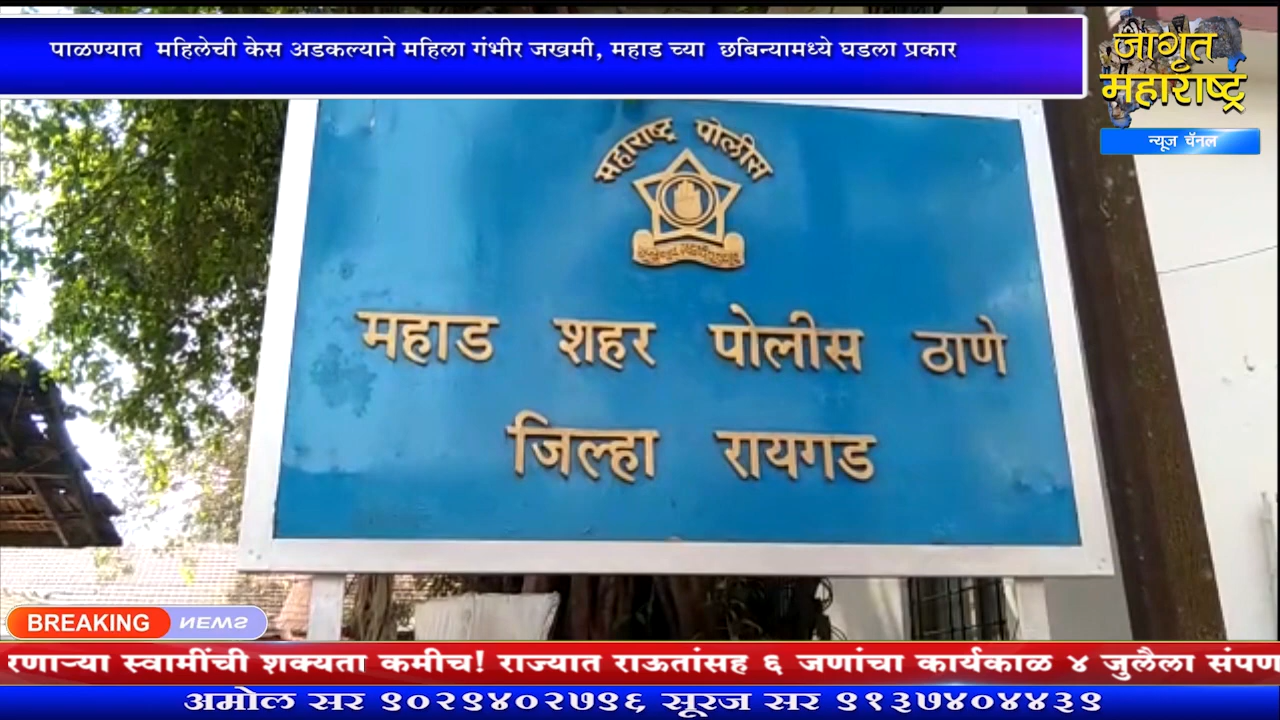 पाळण्यात महिलेची केस अडकल्याने महिला गंभीर जखमी, महाड च्या छबिन्यामध्ये घडला प्रकार
जागृत
महाराष्ट्र
न्यूज चॅनल
महाराष्ट्र पोलीस
महाड शहर पोलीस ठाणे
जिल्हा रायगड
BREAKING NEWS
रणाऱ्या स्वामींची शक्यता कमीच! राज्यात राऊतांसह ६ जणांचा कार्यकाळ ४ जुलैला संपण
अमोल सर ९०२९४०२७९६ सूरज सर ९१३७४०४४३९